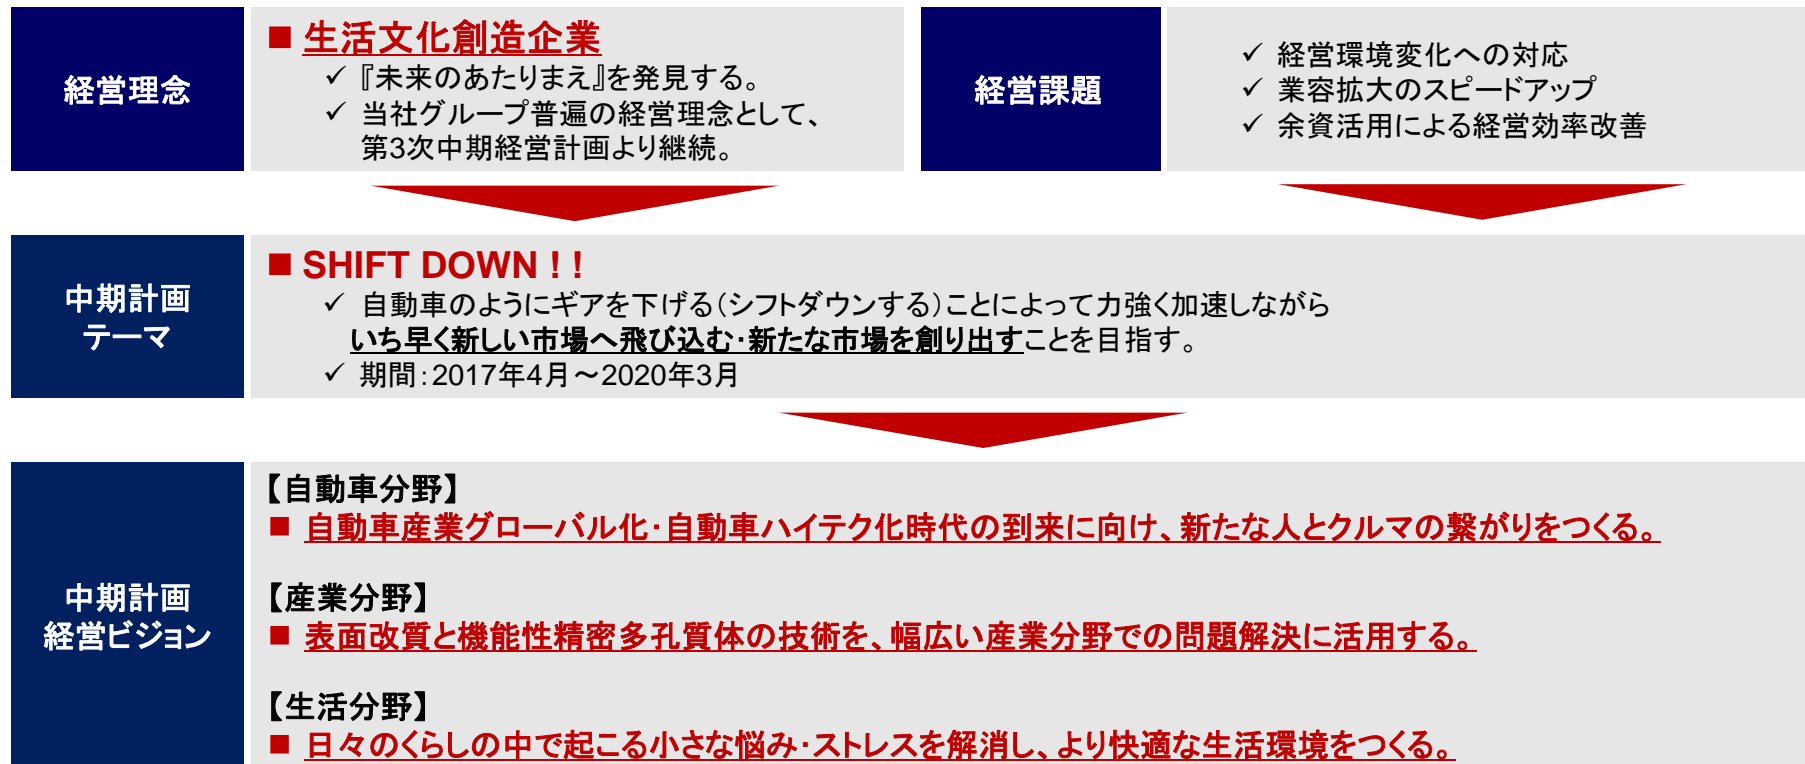 経営理念
■ 生活文化創造企業
✓ 『未来のあたりまえ』を発見する。
✓ 当社グループ普遍の経営理念として、
第3次中期経営計画より継続。
経営課題
✓ 経営環境変化への対応
✓ 業容拡大のスピードアップ
✓ 余資活用による経営効率改善
中期計画
テーマ
■ SHIFT DOWN ! !
✓ 自動車のようにギアを下げる(シフトダウンする)ことによって力強く加速しながら
いち早く新しい市場へ飛び込む・新たな市場を創り出すことを目指す。
✓ 期間:2017年4月～2020年3月
中期計画
経営ビジョン
【自動車分野】
■ 自動車産業グローバル化・自動車ハイテク化時代の到来に向け、新たな人とクルマの繋がりをつくる。
【産業分野】
■ 表面改質と機能性精密多孔質体の技術を、幅広い産業分野での問題解決に活用する。
【生活分野】
■ 日々のくらしの中で起こる小さな悩み・ストレスを解消し、より快適な生活環境をつくる。